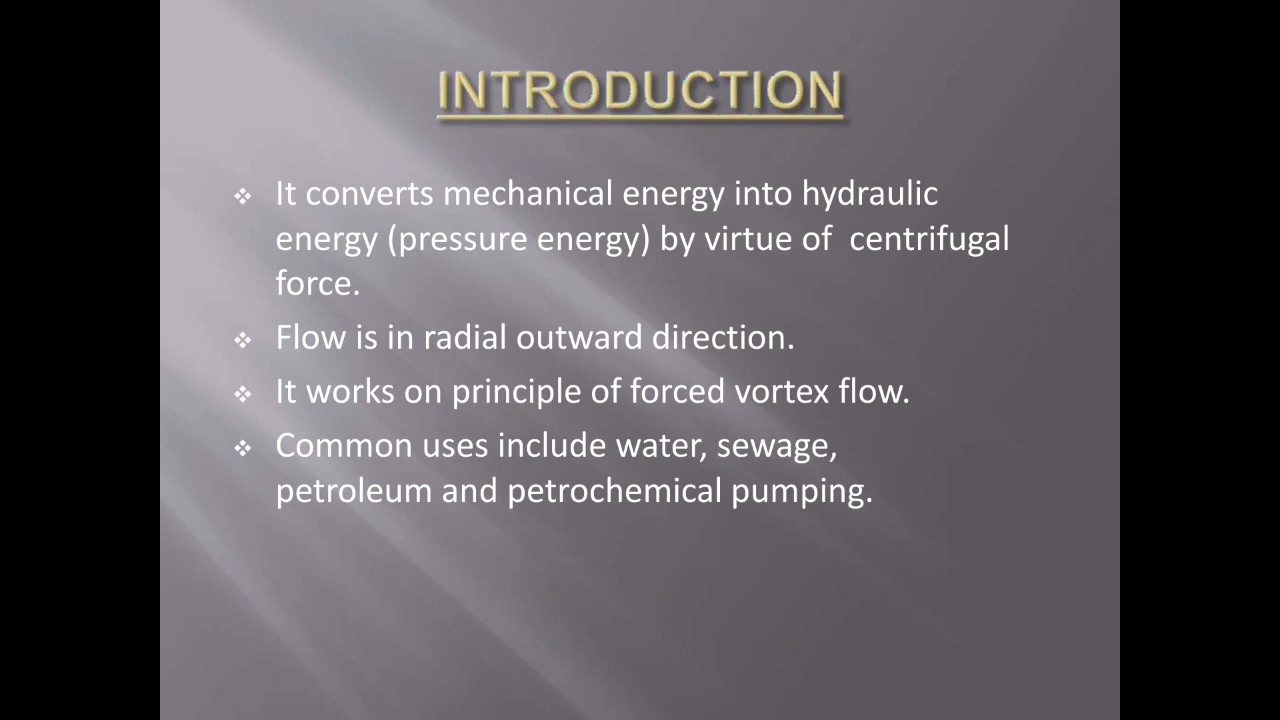 INTRODUCTION
It converts mechanical energy into hydraulic
energy (pressure energy) by virtue of  centrifugal
force.
Flow is in radial outward direction.
It works on principle of forced vortex flow.
Common uses include water, sewage,
petroleum and petrochemical pumping.